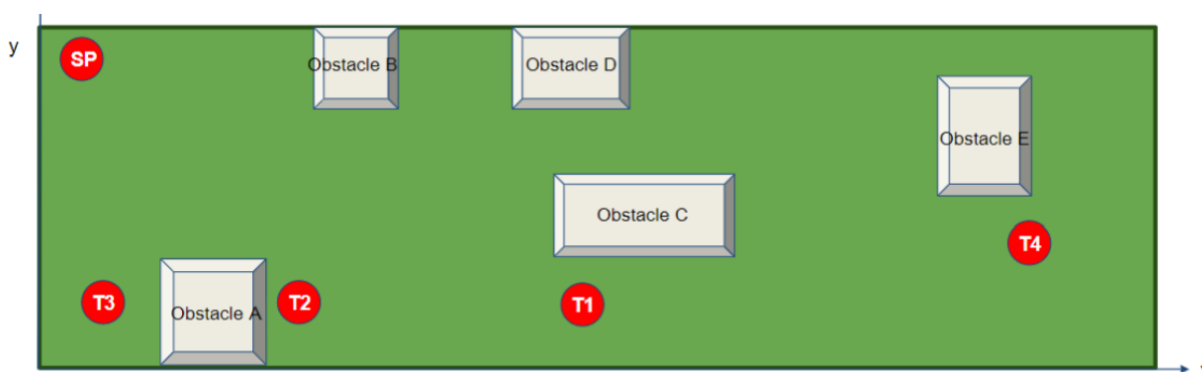 y
SP
Obstacle B
Obstacle D
Obstacle E
Obstacle C
T4
T3
Obstacle A
T2
T1